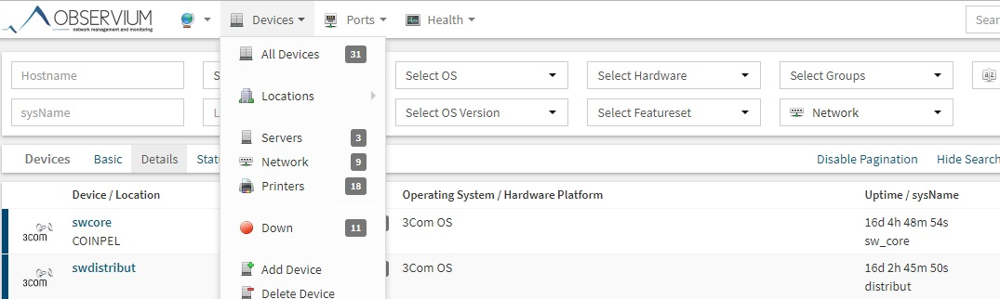 OBSERVIUM
network management and monitoring
Devices
Ports
Health
Sear
All Devices 31
Hostname
Select OS
Select Hardware
Select Groups
Locations
sysName
Select OS Version
Select Featureset
Network
Servers 3
Network 9
Printers 18
Devices Basic Details Statu
Disable Pagination Hide Search
Device / Location
Operating System / Hardware Platform
Uptime / sysName
3com
swcore
3Com OS
16d 4h 48m 54s
COINPEL
sw_core
Down 11
3com
swdistribut
3Com OS
16d 2h 45m 50s
distribut
Add Device
Delete Device